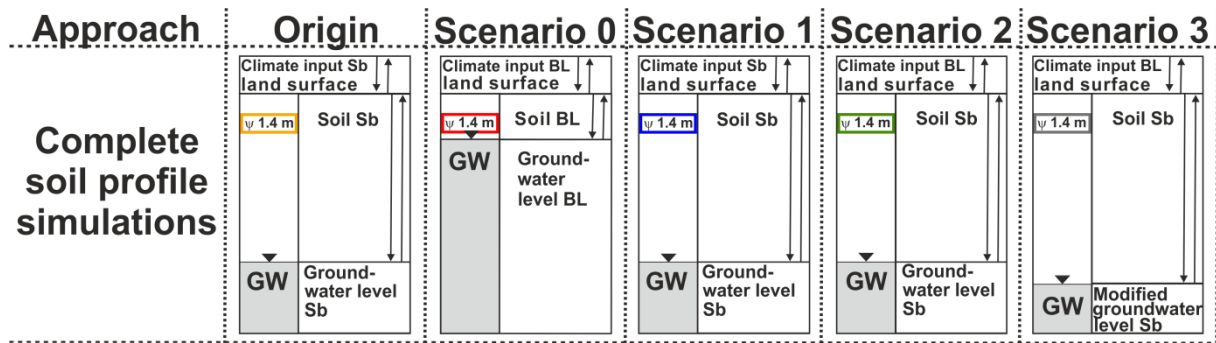 Approach
Origin
Scenario 0
Scenario 1
Scenario 2
Scenario 3
Complete
soil profile
simulations
Climate input Sb
land surface
ψ 1.4 m
Soil Sb
GW
Ground-
water level
Sb
Climate input BL
land surface
ψ 1.4 m
Soil BL
GW
Ground-
water
level BL
Climate input Sb
land surface
ψ 1.4 m
Soil Sb
GW
Ground-
water level
Sb
Climate input BL
land surface
ψ 1.4 m
Soil Sb
GW
Ground-
water level
Sb
Climate input BL
land surface
ψ 1.4 m
Soil Sb
GW
Modified
groundwater
level Sb